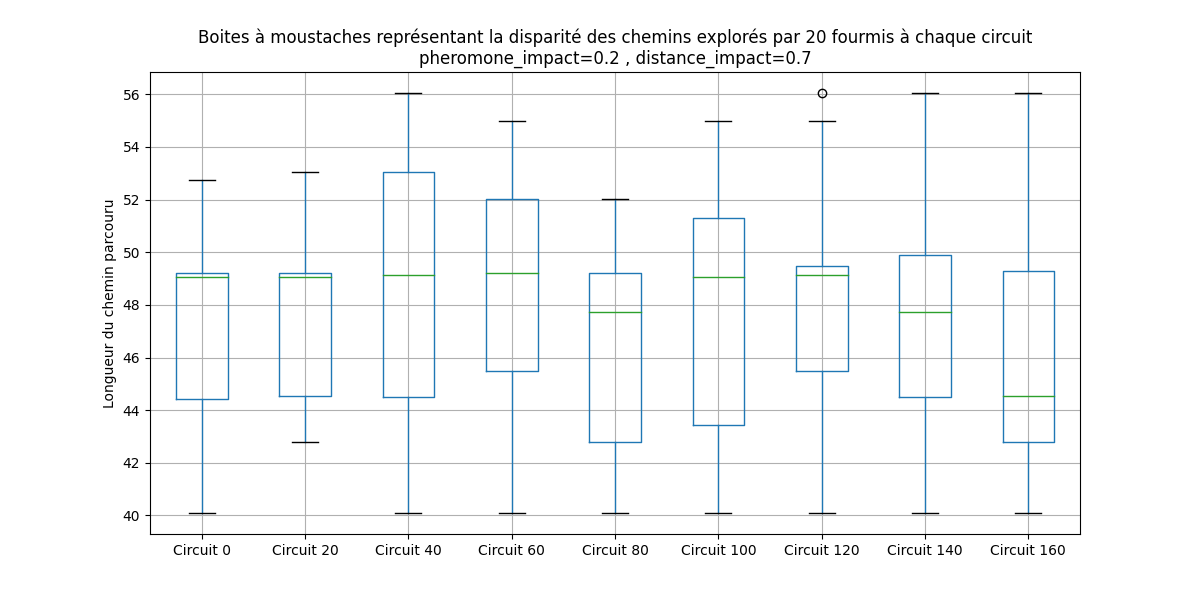 Boites à moustaches représentant la disparité des chemins explorés par 20 fourmis à chaque circuit
pheromone_impact=0.2 , distance_impact=0.7
Longueur du chemin parcouru
56
54
52
50
48
46
44
42
40
Circuit 0 Circuit 20 Circuit 40 Circuit 60 Circuit 80 Circuit 100 Circuit 120 Circuit 140 Circuit 160